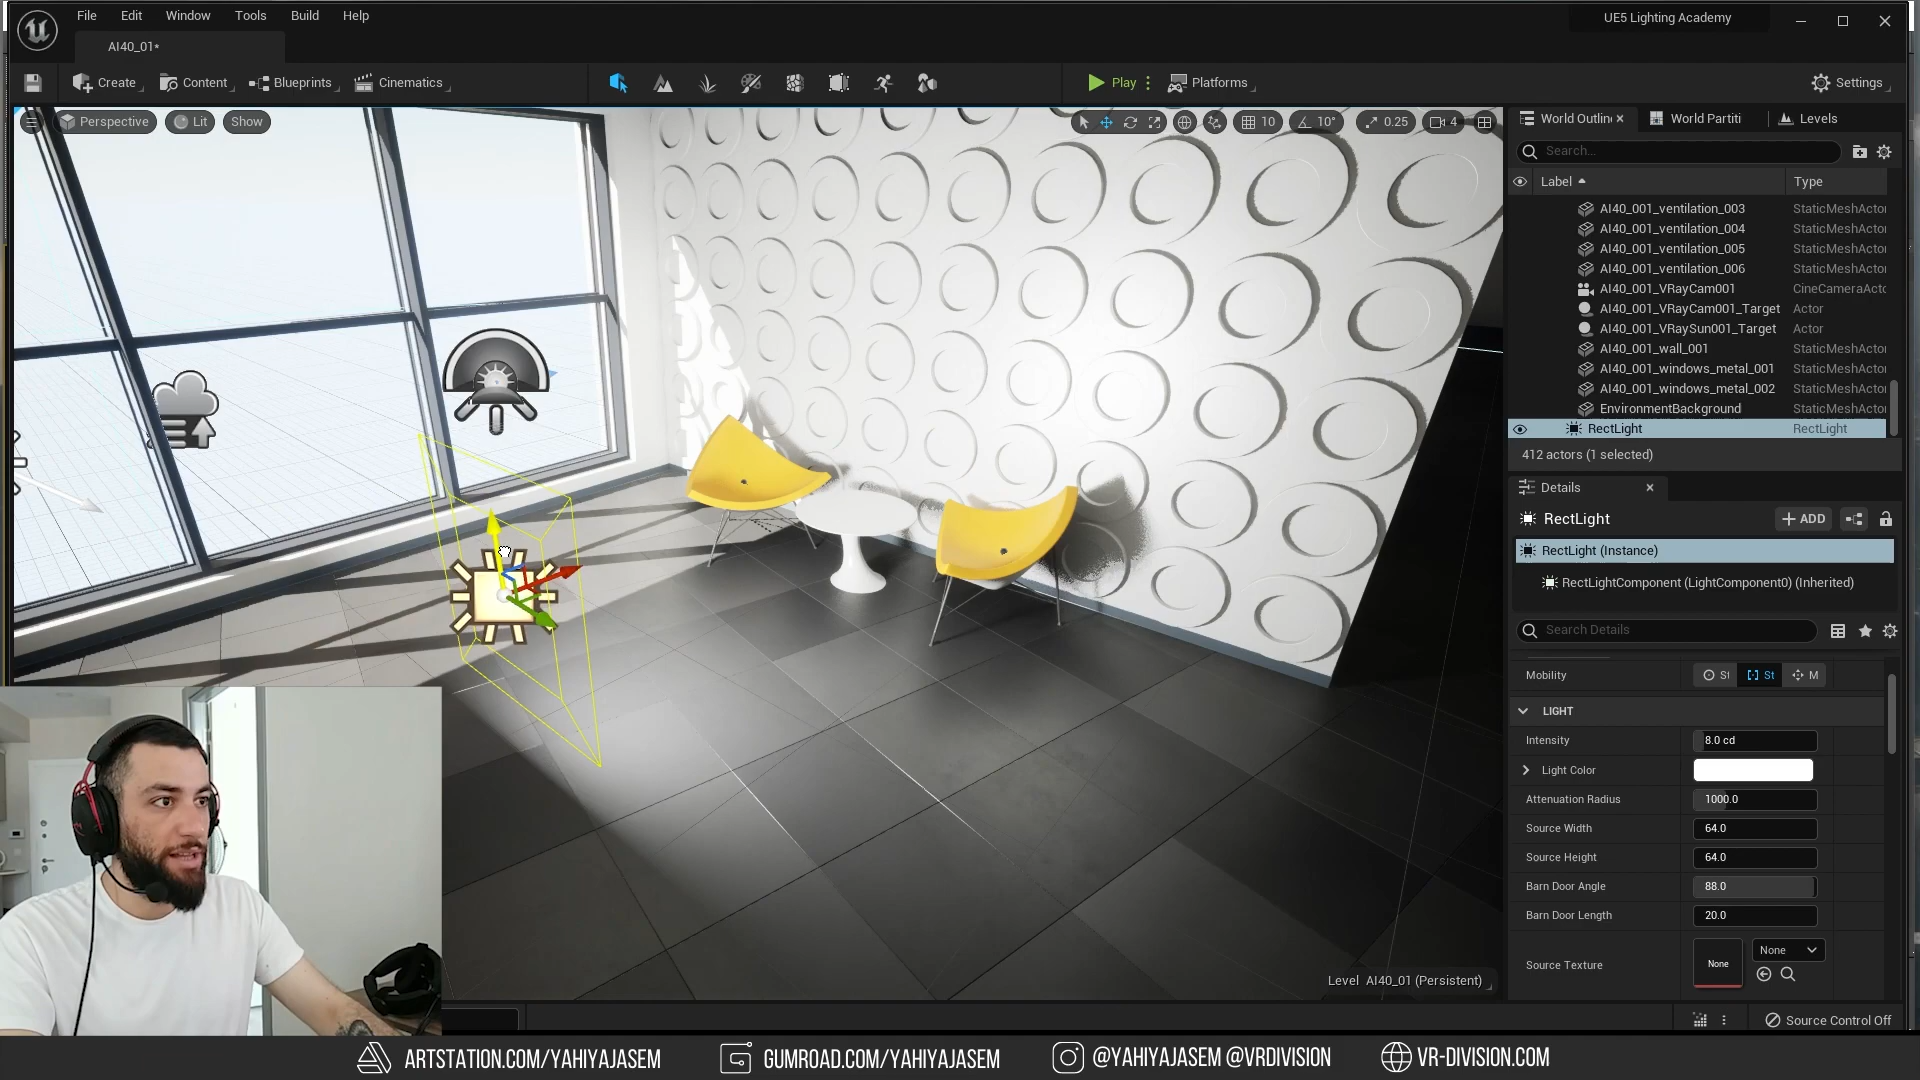 File Edit Window Tools Build Help
UE5 Lighting Academy
AI40_01*
Create Content Blueprints Cinematics Play Platforms Settings
Perspective Lit Show 10 10° 0.25 4
World Outline World Partiti Levels
Search...
Label Type
AI40_001_ventilation_003 StaticMeshActor
AI40_001_ventilation_004 StaticMeshActor
AI40_001_ventilation_005 StaticMeshActor
AI40_001_ventilation_006 StaticMeshActor
AI40_001_VRayCam001 CineCameraActo
AI40_001_VRayCam001_Target Actor
AI40_001_VRaySun001_Target Actor
AI40_001_wall_001 StaticMeshActor
AI40_001_windows_metal_001 StaticMeshActor
AI40_001_windows_metal_002 StaticMeshActor
EnvironmentBackground StaticMeshActor
RectLight RectLight
412 actors (1 selected)
Details
RectLight ADD
RectLight (Instance)
RectLightComponent (LightComponent0) (Inherited)
Search Details
Mobility St St M
LIGHT
Intensity 8.0 cd
Light Color
Attenuation Radius 1000.0
Source Width 64.0
Source Height 64.0
Barn Door Angle 88.0
Barn Door Length 20.0
Source Texture None None
Level AI40_01 (Persistent)
Source Control Off
ARTSTATION.COM/YAHIYAJASEM GUMROAD.COM/YAHIYAJASEM @YAHIYAJASEM @VRDIVISION VR-DIVISION.COM